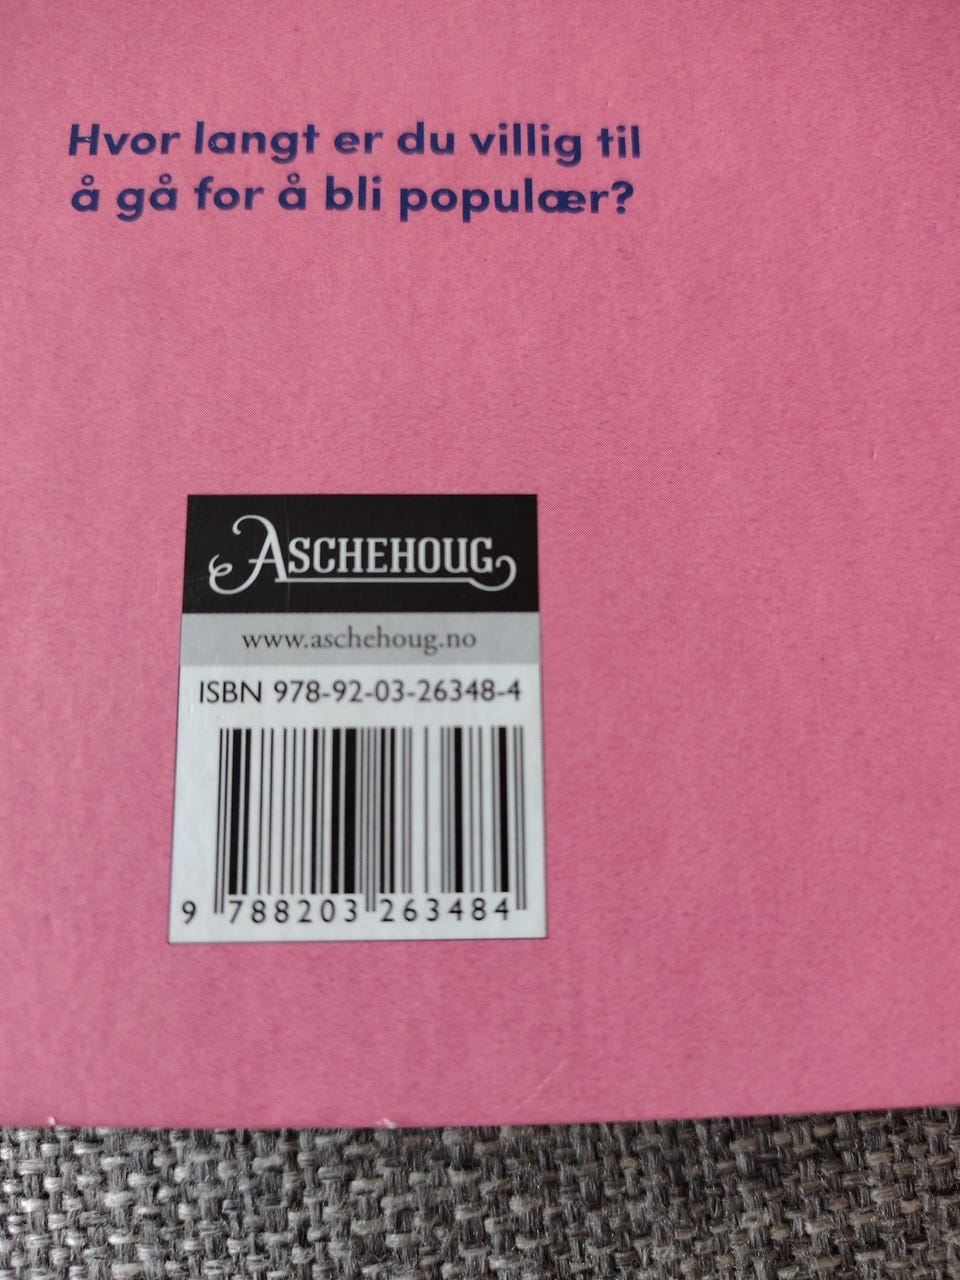 Hvor langt er du villig til
å gå for å bli populær?
ASCHEHOUG
www.aschehoug.no
ISBN 978-92-03-26348-4
9 788203 263484